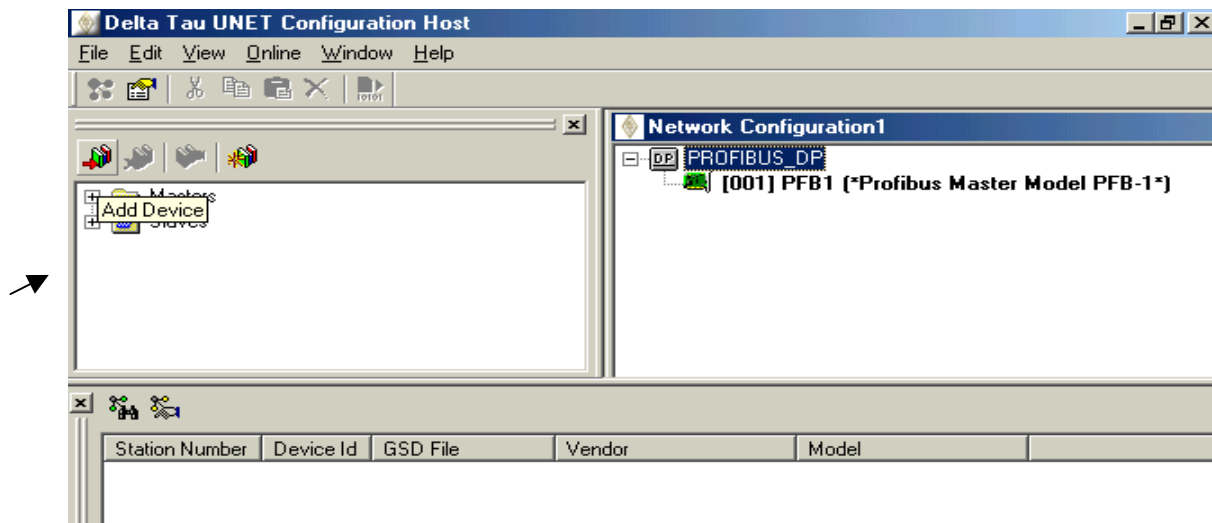 Delta Tau UNET Configuration Host
File Edit View Online Window Help
Network Configuration1
PROFIBUS_DP
[001] PFB1 (*Profibus Master Model PFB-1*)
Masters
Add Device
Slaves
Station Number Device Id GSD File Vendor Model